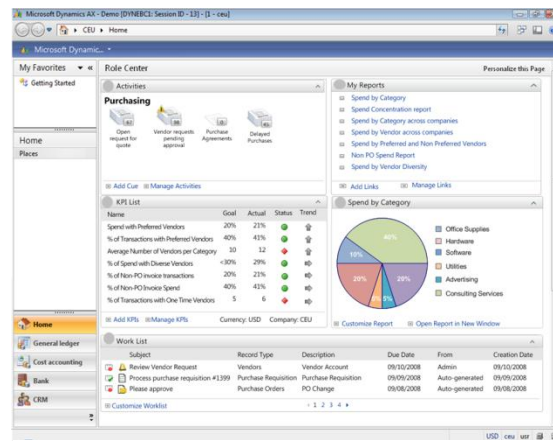 Microsoft Dynamics AX - Demo [DYNEBC1: Session ID - 13] - [1 - ceu]
CEU ▸ Home
Microsoft Dynamic...
My Favorites
Getting Started
Home
Places
Home
General ledger
Cost accounting
Bank
CRM
Role Center
Personalize this Page
Activities
Purchasing
Open request for quote
Vendor requests pending approval
Purchase Agreements
Delayed Purchases
Add Cue Manage Activities
My Reports
Spend by Category
Spend Concentration report
Spend by Category across companies
Spend by Vendor across companies
Spend by Preferred and Non Preferred Vendors
Non PO Spend Report
Spend by Vendor Diversity
Add Links Manage Links
KPI List
Name Goal Actual Status Trend
Spend with Preferred Vendors 20% 21%
% of Transactions with Preferred Vendors 40% 41%
Average Number of Vendors per Category 10 12
% of Spend with Diverse Vendors <30% 29%
% of Non-PO invoice transactions 20% 21%
% of Non-PO Invoice Spend 40% 41%
% of Transactions with One Time Vendors 5 6
Add KPIs Manage KPIs Currency: USD Company: CEU
Spend by Category
10%
20%
5%
Office Supplies
Hardware
Software
Utilities
Advertising
Consulting Services
Customize Report Open Report in New Window
Work List
Subject Record Type Description Due Date From Creation Date
Review Vendor Request Vendors Vendor Account 09/10/2008 Admin 09/10/2008
Process purchase requisition #1399 Purchase Requisition Purchase Requisition 09/09/2008 Auto-generated 09/09/2008
Please approve Purchase Orders PO Change 09/08/2008 Auto-generated 09/08/2008
Customize Worklist
1 2 3 4
USD ceu usr